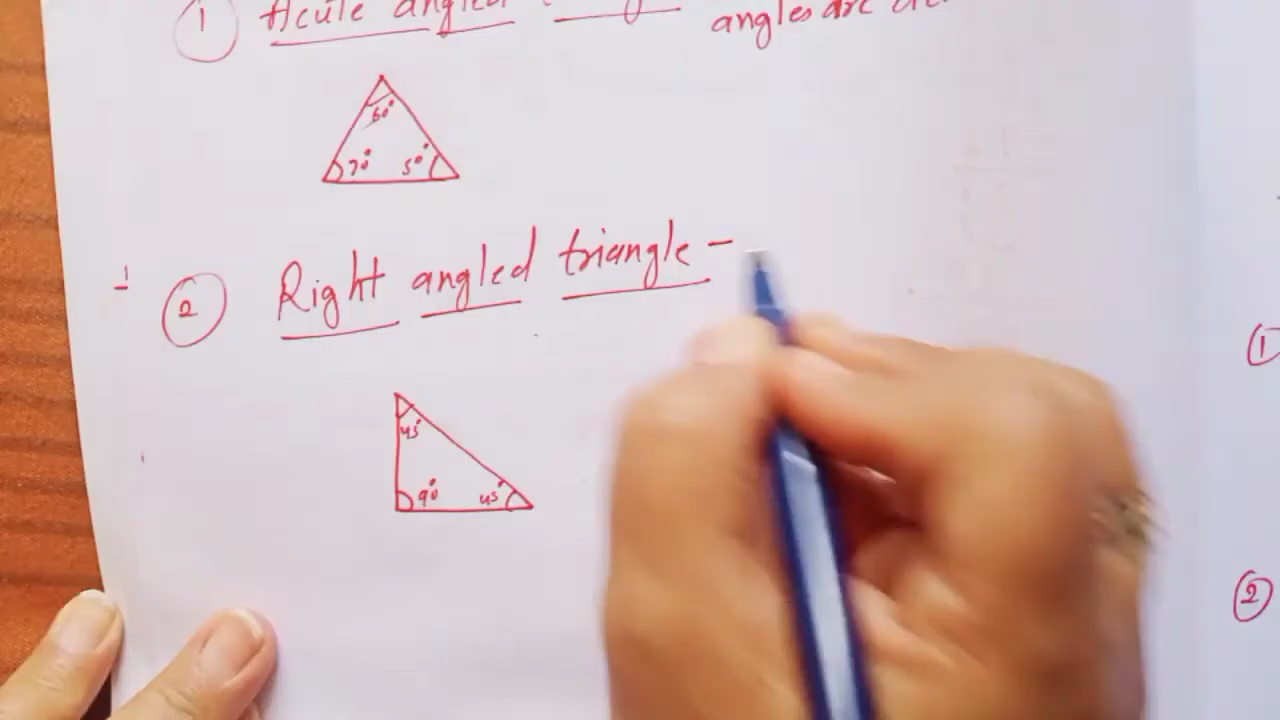 ① Acute angled
angles are
60°
70° 50°
② Right angled triangle –
45°
90° 45°
①
②